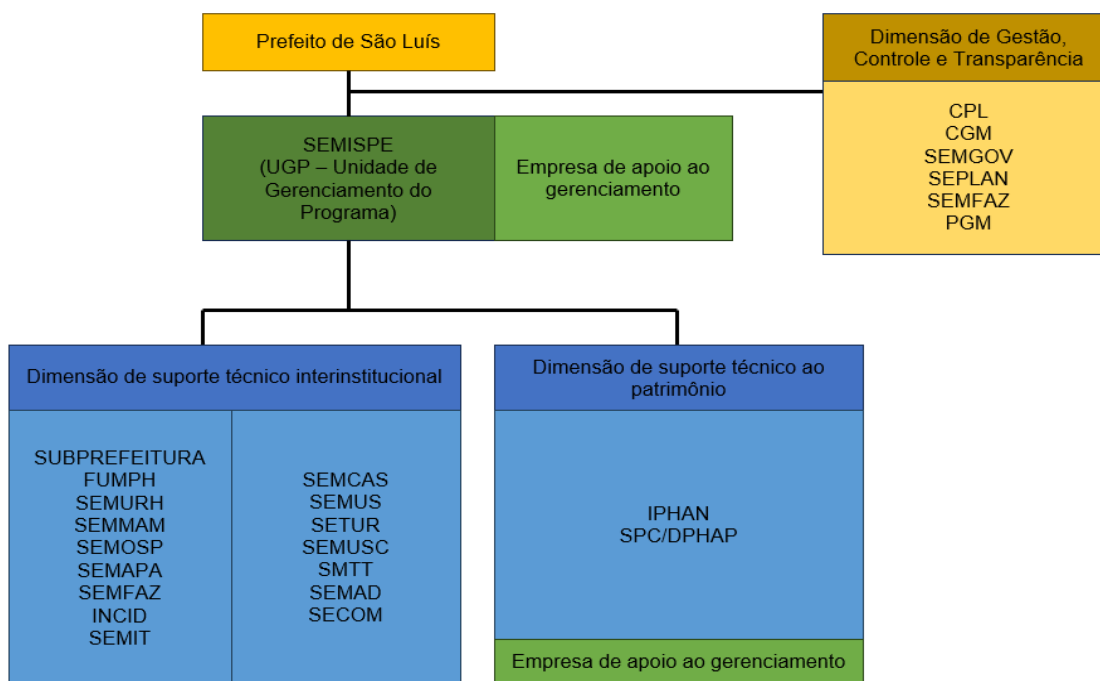 Prefeito de São Luís
Dimensão de Gestão,
Controle e Transparência
CPL
CGM
SEMGOV
SEPLAN
SEMFAZ
PGM
SEMISPE
(UGP – Unidade de
Gerenciamento do
Programa)
Empresa de apoio ao
gerenciamento
Dimensão de suporte técnico interinstitucional
SUBPREFEITURA
FUMPH
SEMURH
SEMMAM
SEMOSP
SEMAPA
SEMFAZ
INCID
SEMIT
SEMCAS
SEMUS
SETUR
SEMUSC
SMTT
SEMAD
SECOM
Dimensão de suporte técnico ao
patrimônio
IPHAN
SPC/DPHAP
Empresa de apoio ao gerenciamento